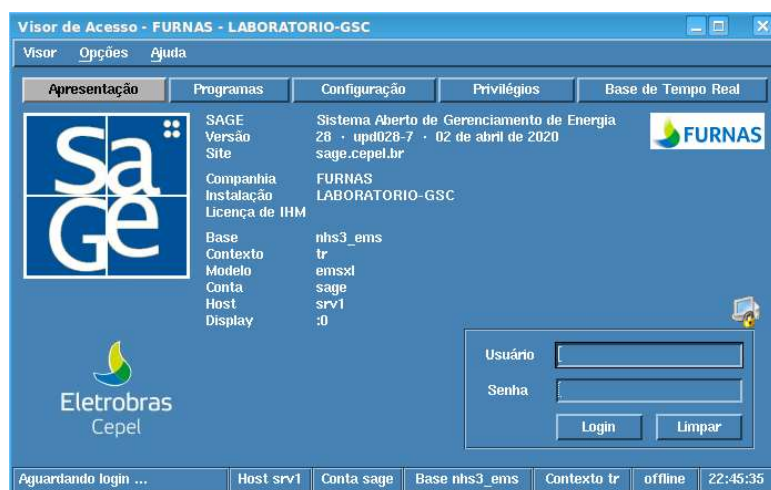 Visor de Acesso - FURNAS - LABORATORIO-GSC
Visor Opções Ajuda
Apresentação Programas Configuração Privilégios Base de Tempo Real
Sa
Ge
SAGE Sistema Aberto de Gerenciamento de Energia
Versão 28 · upd028-7 · 02 de abril de 2020
Site sage.cepel.br
FURNAS
Companhia FURNAS
Instalação LABORATORIO-GSC
Licença de IHM
Base nhs3_ems
Contexto tr
Modelo emsxl
Conta sage
Host srv1
Display :0
Eletrobras
Cepel
Usuário
Senha
Login Limpar
Aguardando login ... Host srv1 Conta sage Base nhs3_ems Contexto tr offline 22:45:35